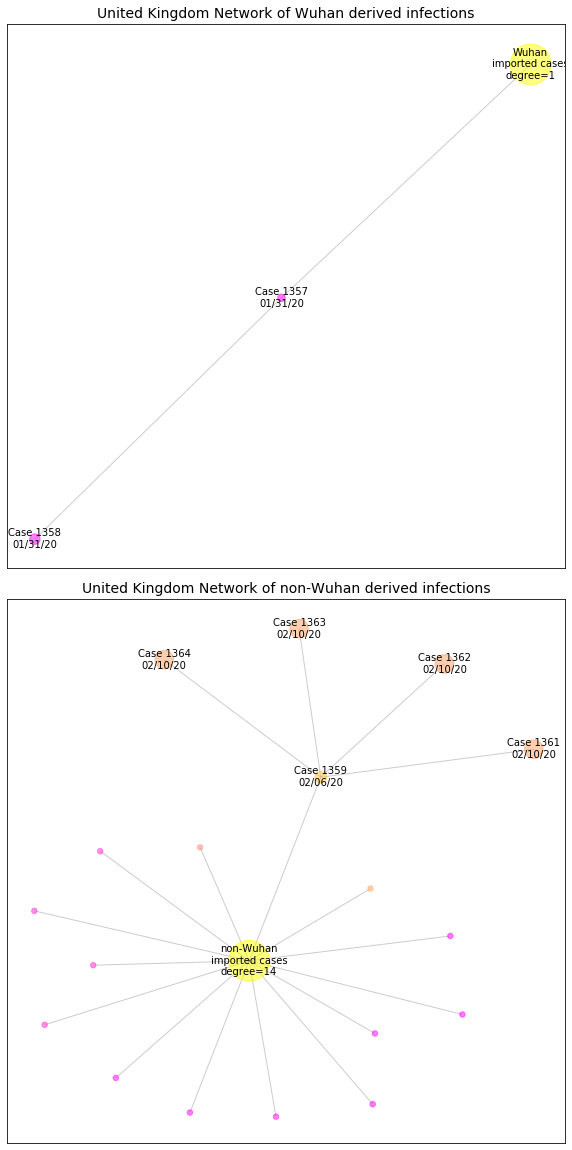 United Kingdom Network of Wuhan derived infections
Wuhan
imported cases
degree=1
Case 1357
01/31/20
Case 1358
01/31/20
United Kingdom Network of non-Wuhan derived infections
Case 1363
02/10/20
Case 1364
02/10/20
Case 1362
02/10/20
Case 1361
02/10/20
Case 1359
02/06/20
non-Wuhan
imported cases
degree=14